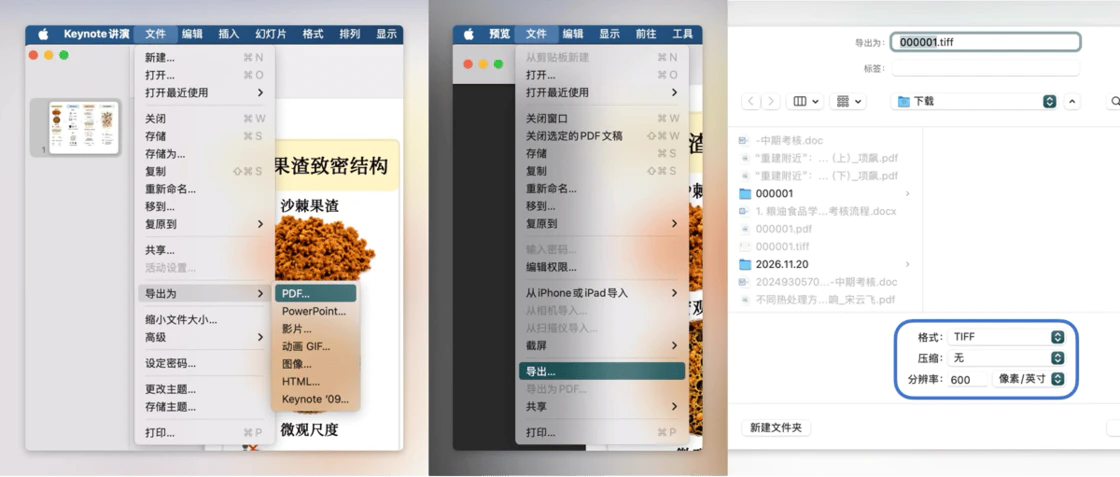 Keynote讲演 文件 编辑 插入 幻灯片 格式 排列 显示
新建... ⌘N
打开... ⌘O
打开最近使用 >
关闭 ⌘W
存储 ⌘S
存储为...
复制 ⇧⌘S
重新命名...
移到...
复原到 >
共享...
活动设置...
导出为 >
缩小文件大小...
高级 >
设定密码...
更改主题...
存储主题...
打印... ⌘P
PDF...
PowerPoint...
影片...
动画 GIF...
图像...
HTML...
Keynote '09...
1
果渣致密结构
沙棘果渣
微观尺度
预览 文件 编辑 显示 前往 工具
从剪贴板新建 ⌘N
打开... ⌘O
打开最近使用 >
关闭窗口 ⌘W
关闭选定的PDF文稿 ⇧⌘W
存储 ⌘S
复制 ⇧⌘S
重新命名...
移到...
复原到 >
输入密码...
编辑权限...
从iPhone或iPad导入 >
从相机导入...
从扫描仪导入...
截屏 >
导出...
导出为PDF...
共享 >
打印... ⌘P
导出为: 000001.tiff
标签:
下载
-中期考核.doc
“重建附近”: ... (上)_项飙.pdf
“重建附近”: ... (下)_项飙.pdf
000001 >
1. 粮油食品学...考核流程.docx
000001.pdf
000001.tiff
2026.11.20 >
2024930570...-中期考核.doc
不同热处理方...响_宋云飞.pdf
格式: TIFF
压缩: 无
分辨率: 600 像素/英寸
新建文件夹